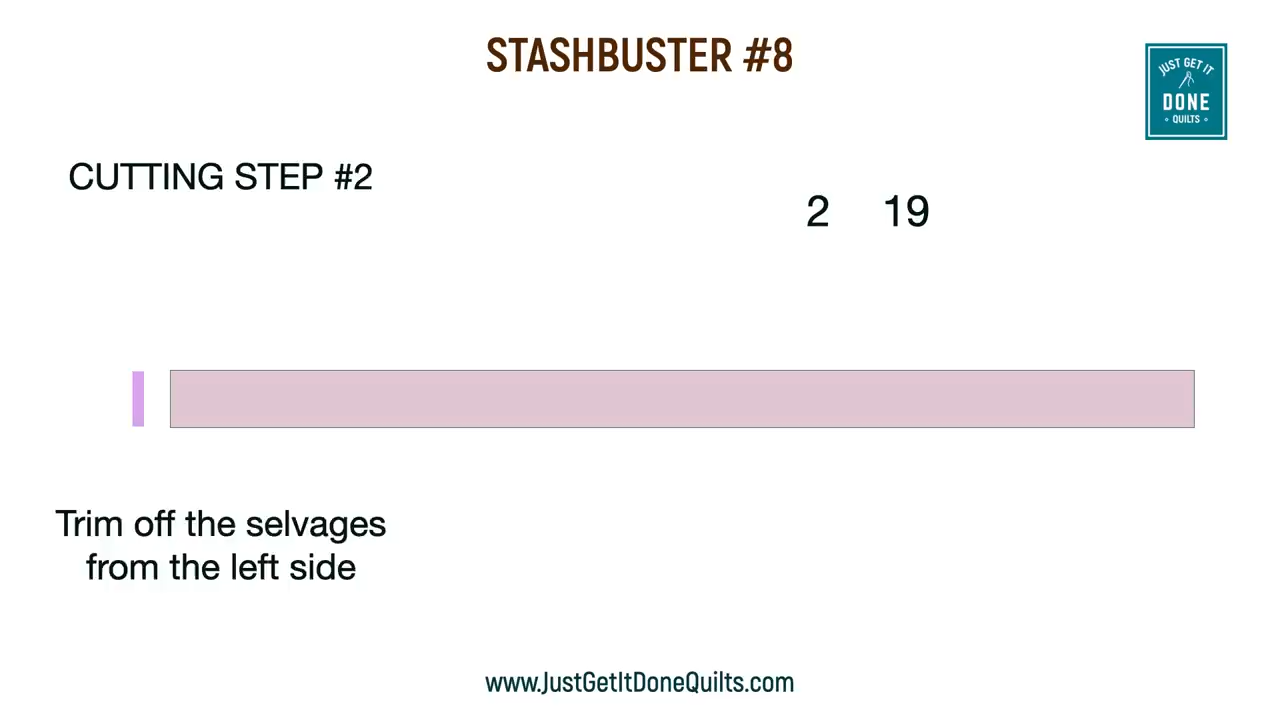 STASHBUSTER #8
JUST GET IT
DONE
QUILTS
CUTTING STEP #2
2 19
Trim off the selvages
from the left side
www.JustGetItDoneQuilts.com